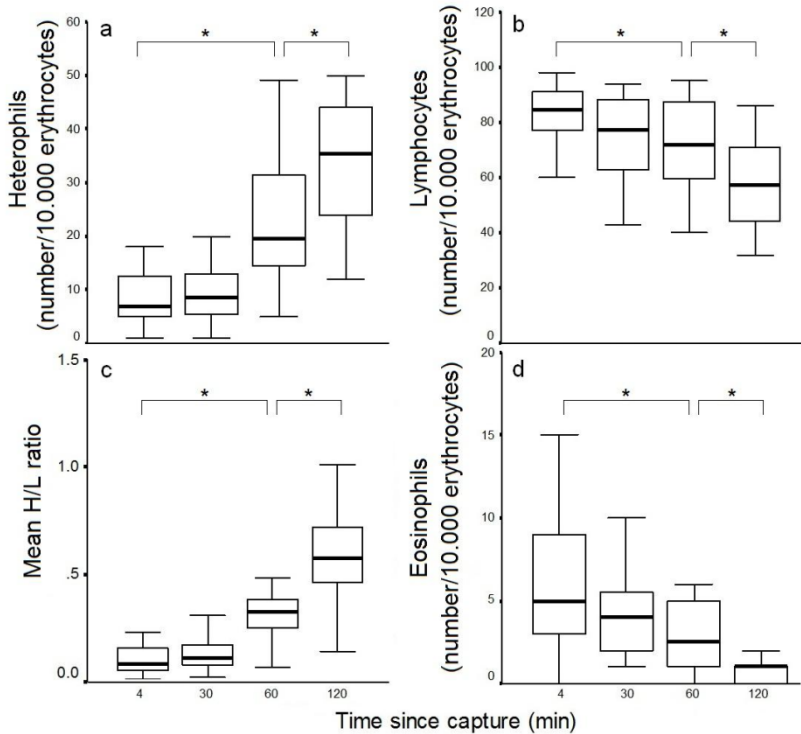 a
Heterophils
(number/10.000 erythrocytes)
60
50
40
30
20
10
0
* *
b
Lymphocytes
(number/10.000 erythrocytes)
120
100
80
60
40
20
0
* *
c
Mean H/L ratio
1.5
1.0
.5
0.0
* *
4 30 60 120
d
Eosinophils
(number/10.000 erythrocytes)
20
15
10
5
0
* *
4 30 60 120
Time since capture (min)